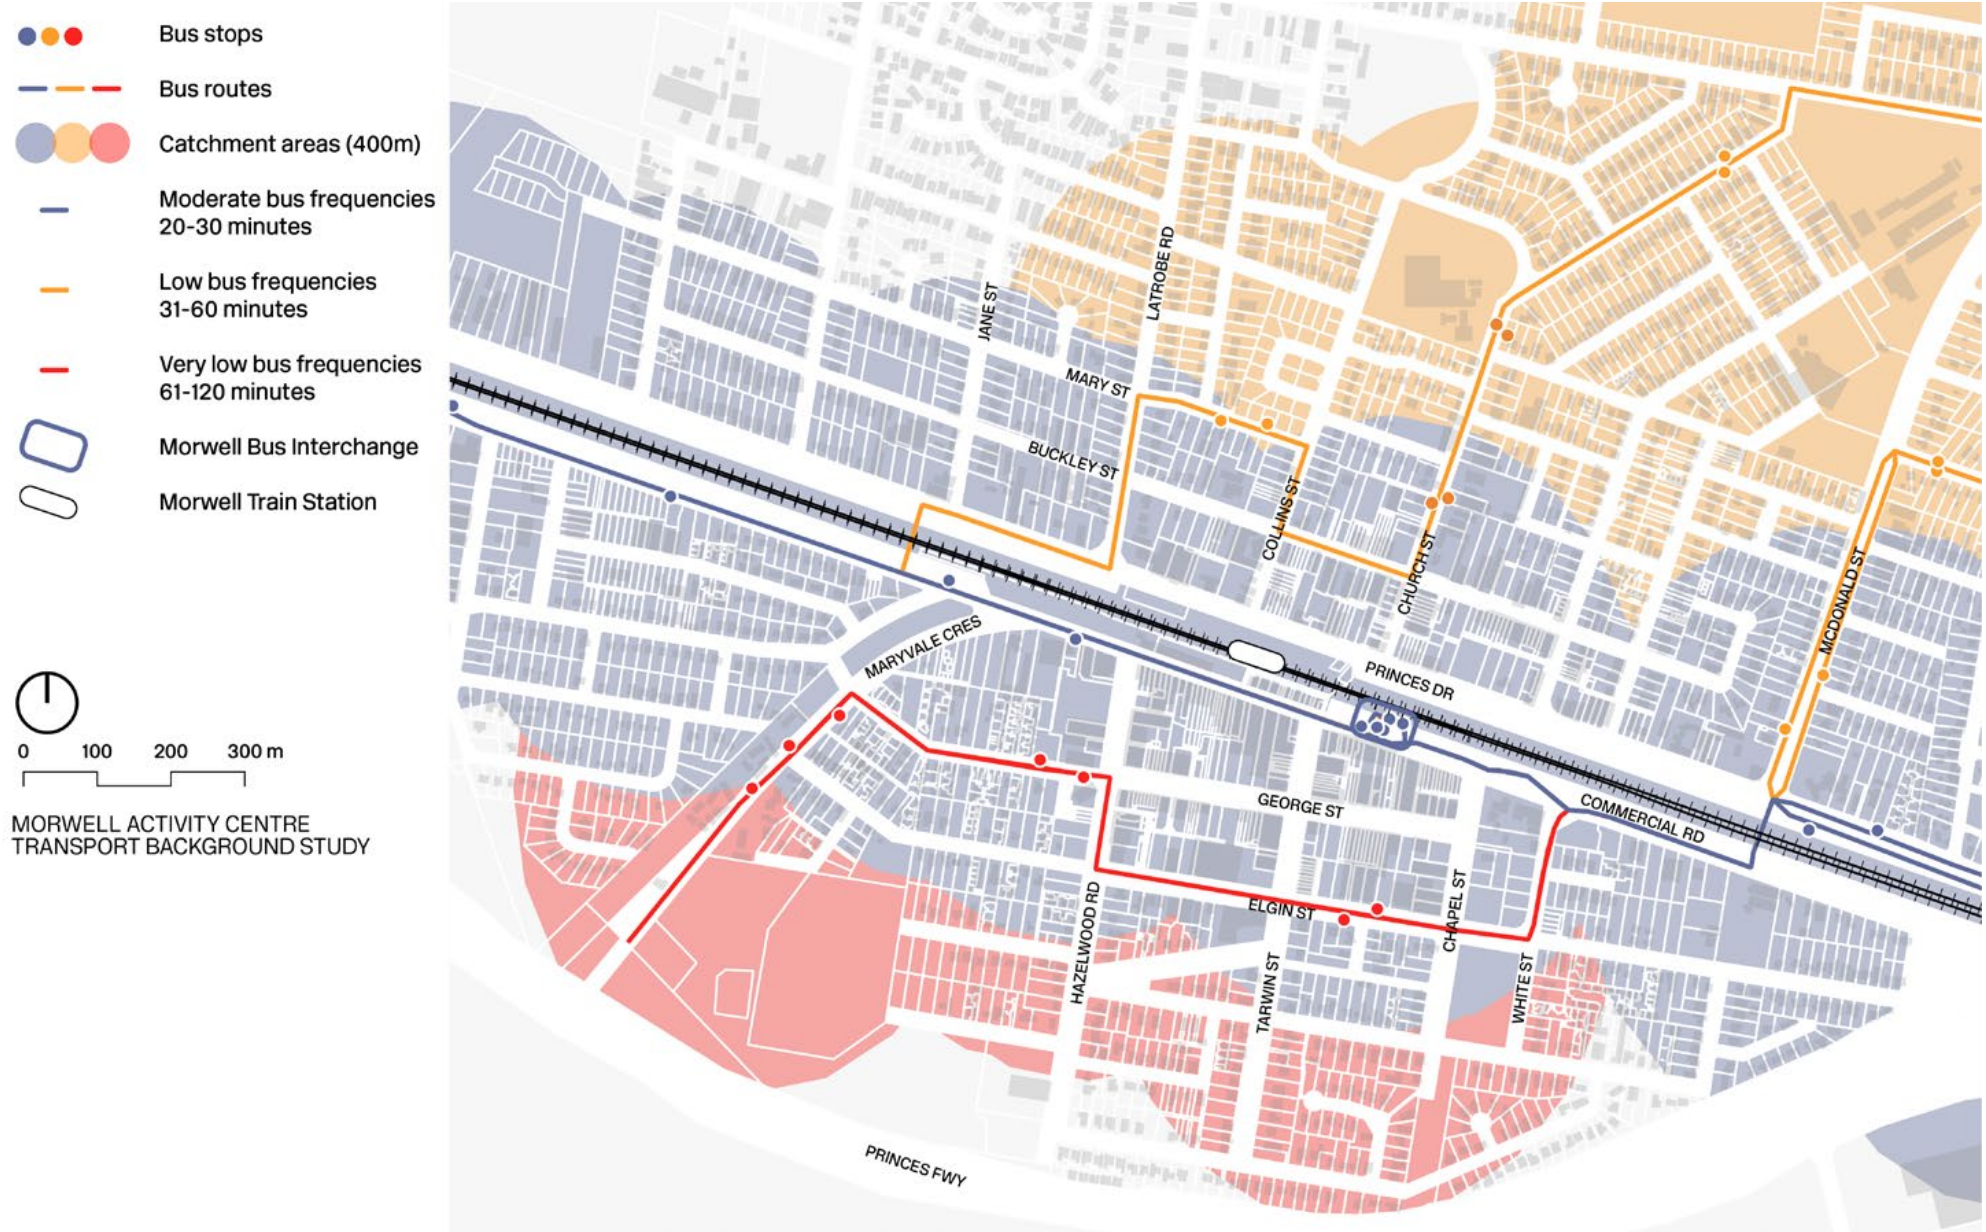 Bus stops
Bus routes
Catchment areas (400m)
Moderate bus frequencies
20-30 minutes
Low bus frequencies
31-60 minutes
Very low bus frequencies
61-120 minutes
Morwell Bus Interchange
Morwell Train Station
0 100 200 300 m
MORWELL ACTIVITY CENTRE
TRANSPORT BACKGROUND STUDY
LATROBE RD
JANE ST
MARY ST
BUCKLEY ST
COLLINS ST
CHURCH ST
MCDONALD ST
MARYVALE CRES
PRINCES DR
GEORGE ST
COMMERCIAL RD
ELGIN ST
HAZELWOOD RD
CHAPEL ST
TARWIN ST
WHITE ST
PRINCES FWY